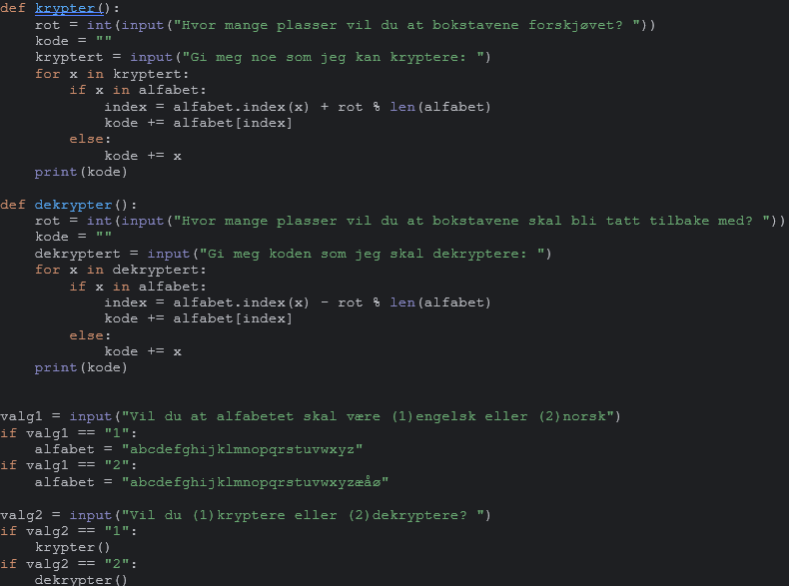 def krypter():
    rot = int(input("Hvor mange plasser vil du at bokstavene forskjøvet? "))
    kode = ""
    kryptert = input("Gi meg noe som jeg kan kryptere: ")
    for x in kryptert:
        if x in alfabet:
            index = alfabet.index(x) + rot % len(alfabet)
            kode += alfabet[index]
        else:
            kode += x
    print(kode)

def dekrypter():
    rot = int(input("Hvor mange plasser vil du at bokstavene skal bli tatt tilbake med? "))
    kode = ""
    dekryptert = input("Gi meg koden som jeg skal dekryptere: ")
    for x in dekryptert:
        if x in alfabet:
            index = alfabet.index(x) - rot % len(alfabet)
            kode += alfabet[index]
        else:
            kode += x
    print(kode)


valg1 = input("Vil du at alfabetet skal være (1)engelsk eller (2)norsk")
if valg1 == "1":
    alfabet = "abcdefghijklmnopqrstuvwxyz"
if valg1 == "2":
    alfabet = "abcdefghijklmnopqrstuvwxyzæåø"

valg2 = input("Vil du (1)kryptere eller (2)dekryptere? ")
if valg2 == "1":
    krypter()
if valg2 == "2":
    dekrypter()